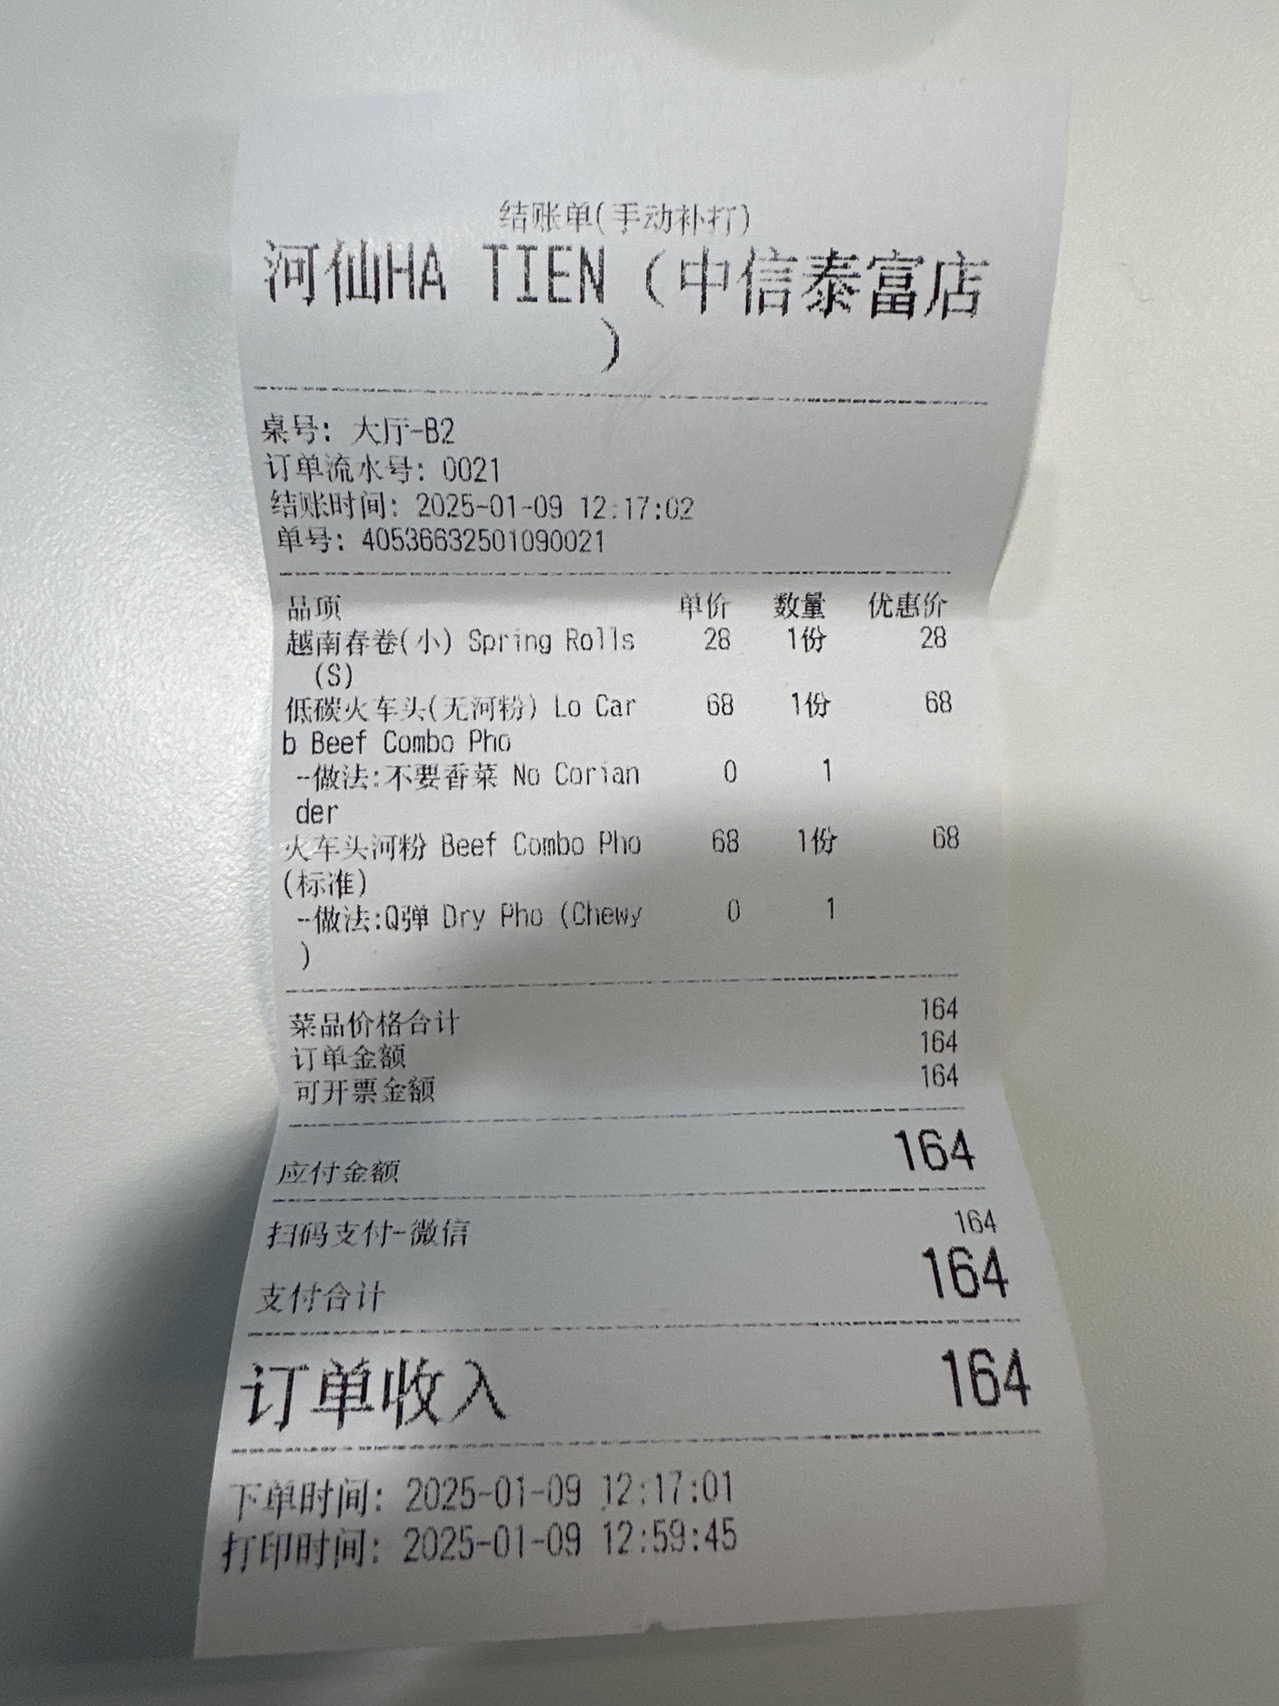 结账单(手动补打)
河仙HA TIEN (中信泰富店
)
桌号: 大厅-B2
订单流水号: 0021
结账时间: 2025-01-09 12:17:02
单号: 40536632501090021
品项 单价 数量 优惠价
越南春卷(小) Spring Rolls 28 1份 28
(S)
低碳火车头(无河粉) Lo Car 68 1份 68
b Beef Combo Pho
-做法:不要香菜 No Corian 0 1
der
火车头河粉 Beef Combo Pho 68 1份 68
(标准)
-做法:Q弹 Dry Pho (Chewy 0 1
)
菜品价格合计 164
订单金额 164
可开票金额 164
应付金额 164
扫码支付-微信 164
支付合计 164
订单收入 164
下单时间: 2025-01-09 12:17:01
打印时间: 2025-01-09 12:59:45